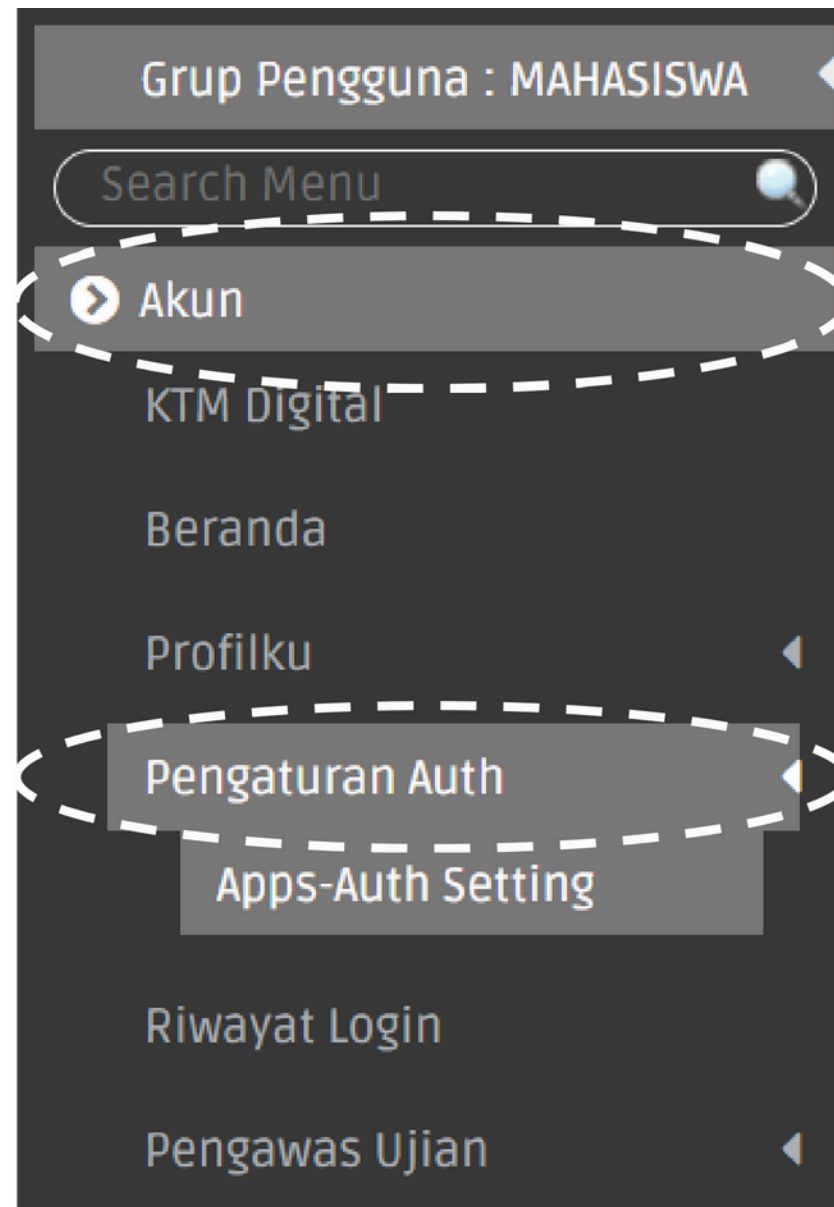 Grup Pengguna : MAHASISWA
Search Menu
Akun
KTM Digital
Beranda
Profilku
Pengaturan Auth
Apps-Auth Setting
Riwayat Login
Pengawas Ujian